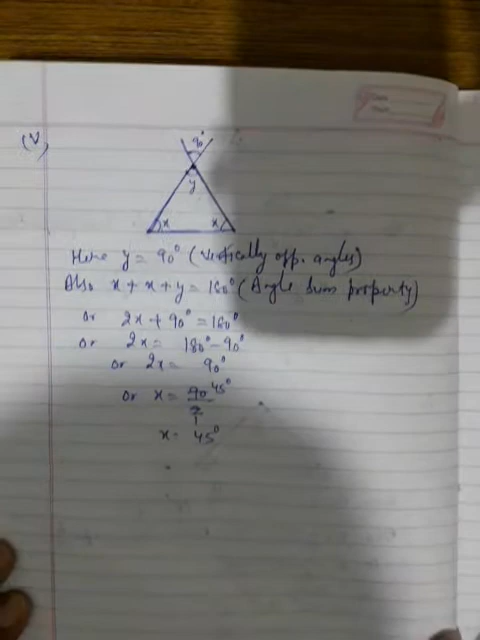 (V)
90°
y
x x
Here y = 90° (Vertically opp. angles)
Also x + x + y = 180° (Angle sum property)
or 2x + 90° = 180°
or 2x = 180° - 90°
or 2x = 90°
or x = 90 45°
2
1
x = 45°